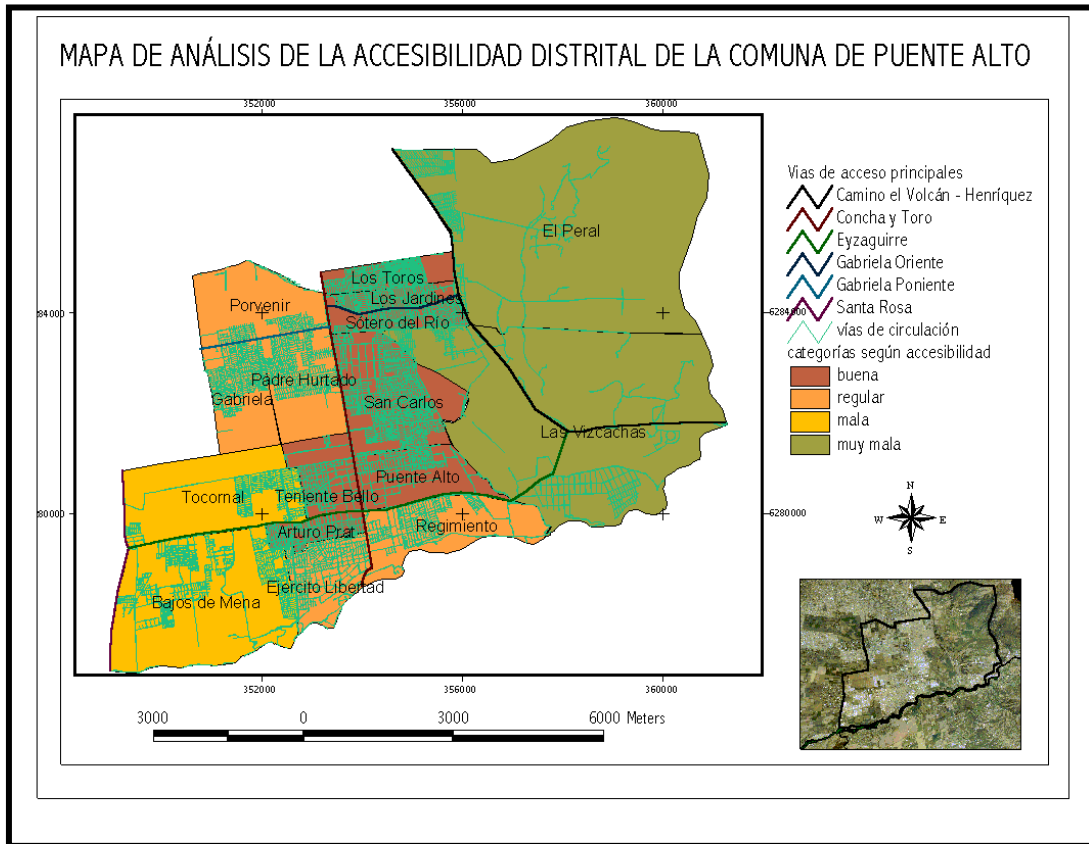 MAPA DE ANÁLISIS DE LA ACCESIBILIDAD DISTRITAL DE LA COMUNA DE PUENTE ALTO
352000 356000 360000
El Peral
Los Toros
Los Jardines
Porvenir
Sótero del Río
Padre Hurtado
Gabriela
San Carlos
Las Vizcachas
Puente Alto
Tocornal
Teniente Bello
Regimiento
Arturo Prat
Ejercito Libertad
Bajos de Mena
84000
6284000
80000
6280000
352000 356000 360000
3000 0 3000 6000 Meters
Vias de acceso principales
Camino el Volcán - Henríquez
Concha y Toro
Eyzaguirre
Gabriela Oriente
Gabriela Poniente
Santa Rosa
vías de circulación
categorías según accesibilidad
buena
regular
mala
muy mala
N
W E
S